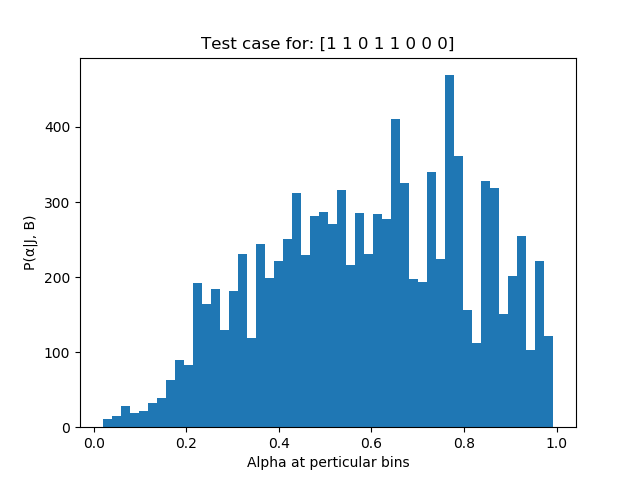 Test case for: [1 1 0 1 1 0 0 0]
P(α|J, B)
400
300
200
100
0
0.0 0.2 0.4 0.6 0.8 1.0
Alpha at perticular bins